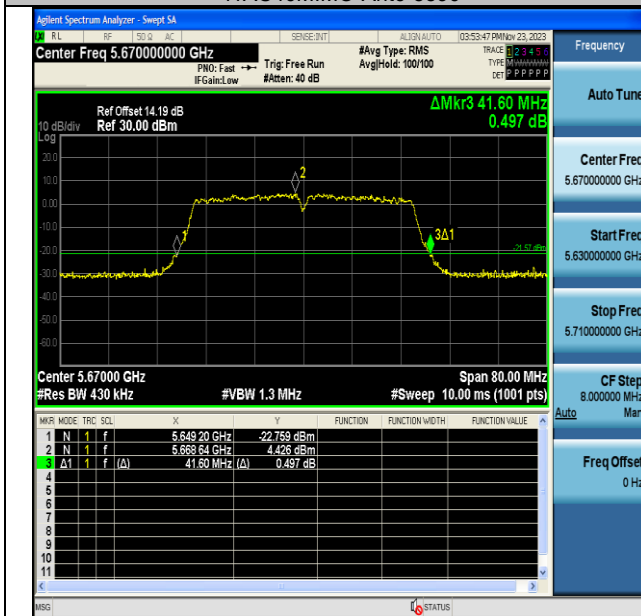 Agilent Spectrum Analyzer - Swept SA
RL RF 50 Ω AC SENSE:INT ALIGN AUTO 03:53:47 PM Nov 23, 2023
Center Freq 5.670000000 GHz
PNO: Fast Trig: Free Run #Avg Type: RMS TRACE 1 2 3 4 5 6
IFGain:Low #Atten: 40 dB Avg|Hold: 100/100 TYPE M WWWWW
DET P P P P P P
Ref Offset 14.19 dB ΔMkr3 41.60 MHz
10 dB/div Ref 30.00 dBm 0.497 dB
Log
20.0
10.0
0.00
-10.0
-20.0
-30.0
-40.0
-50.0
-60.0
1
2
3Δ1
-21.57 dBm
Center 5.67000 GHz Span 80.00 MHz
#Res BW 430 kHz #VBW 1.3 MHz #Sweep 10.00 ms (1001 pts)
MKR MODE TRC SCL X Y FUNCTION FUNCTION WIDTH FUNCTION VALUE
1 N 1 f 5.649 20 GHz -22.759 dBm
2 N 1 f 5.668 64 GHz 4.426 dBm
3 Δ1 1 f (Δ) 41.60 MHz (Δ) 0.497 dB
4
5
6
7
8
9
10
11
MSG STATUS
Frequency
Auto Tune
Center Freq
5.670000000 GHz
Start Freq
5.630000000 GHz
Stop Freq
5.710000000 GHz
CF Step
8.000000 MHz
Auto Man
Freq Offset
0 Hz